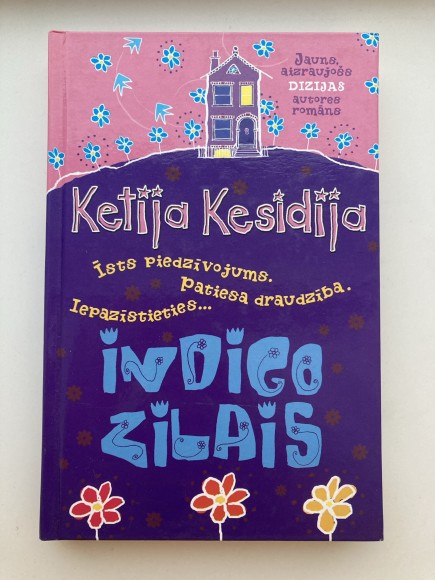 Jauns,
aizraujošs
DIZIJAS
autores
romāns
Ketija Kesidija
Īsts piedzīvojums.
Patiesa draudzība.
Iepazīstieties...
INDIGO
ZILAIS